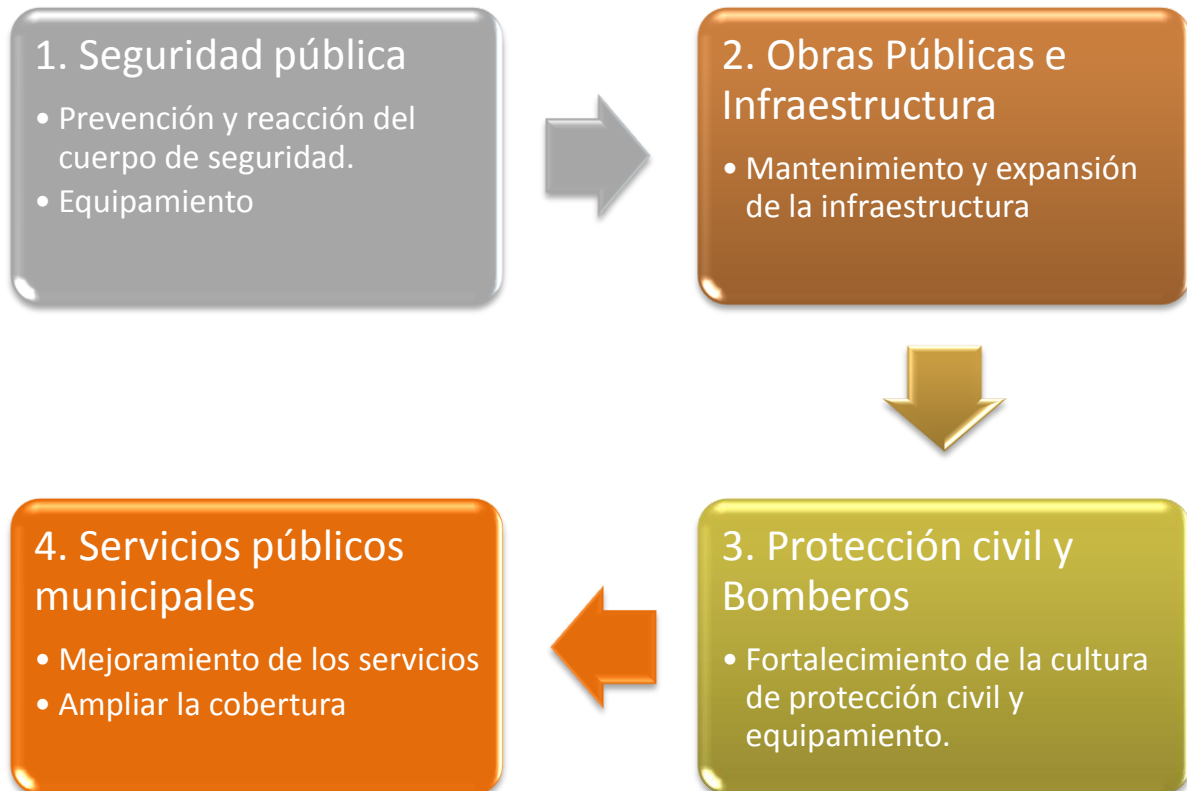 1. Seguridad pública
• Prevención y reacción del
cuerpo de seguridad.
• Equipamiento
2. Obras Públicas e
Infraestructura
• Mantenimiento y expansión
de la infraestructura
3. Protección civil y
Bomberos
• Fortalecimiento de la cultura
de protección civil y
equipamiento.
4. Servicios públicos
municipales
• Mejoramiento de los servicios
• Ampliar la cobertura